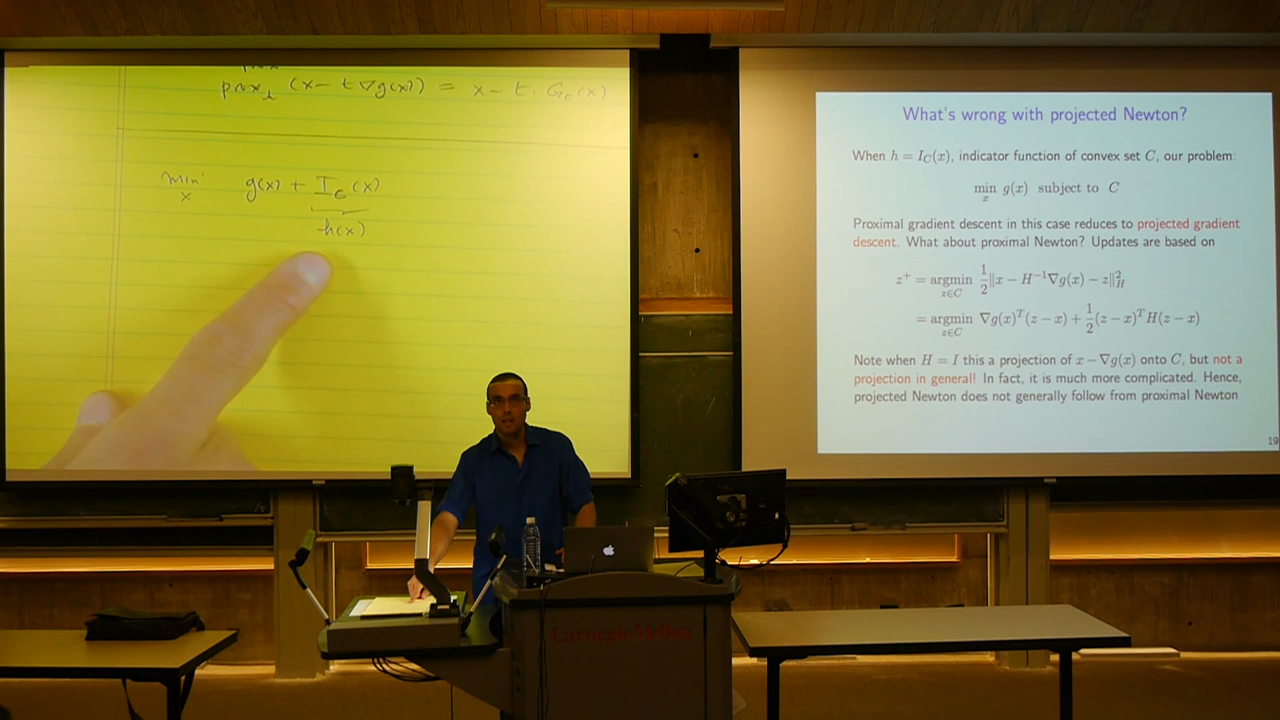 prox_t (x − t ∇g(x)) = x − t · G_t(x)
min_x g(x) + I_C(x)
h(x)
What's wrong with projected Newton?
When h = I_C(x), indicator function of convex set C, our problem:
min_x g(x) subject to C
Proximal gradient descent in this case reduces to projected gradient
descent. What about proximal Newton? Updates are based on
z⁺ = argmin_{z∈C} 1/2 ‖x − H⁻¹∇g(x) − z‖²_H
= argmin_{z∈C} ∇g(x)ᵀ(z − x) + 1/2 (z − x)ᵀH(z − x)
Note when H = I this a projection of x − ∇g(x) onto C, but not a
projection in general! In fact, it is much more complicated. Hence,
projected Newton does not generally follow from proximal Newton
19
Carnegie Mellon